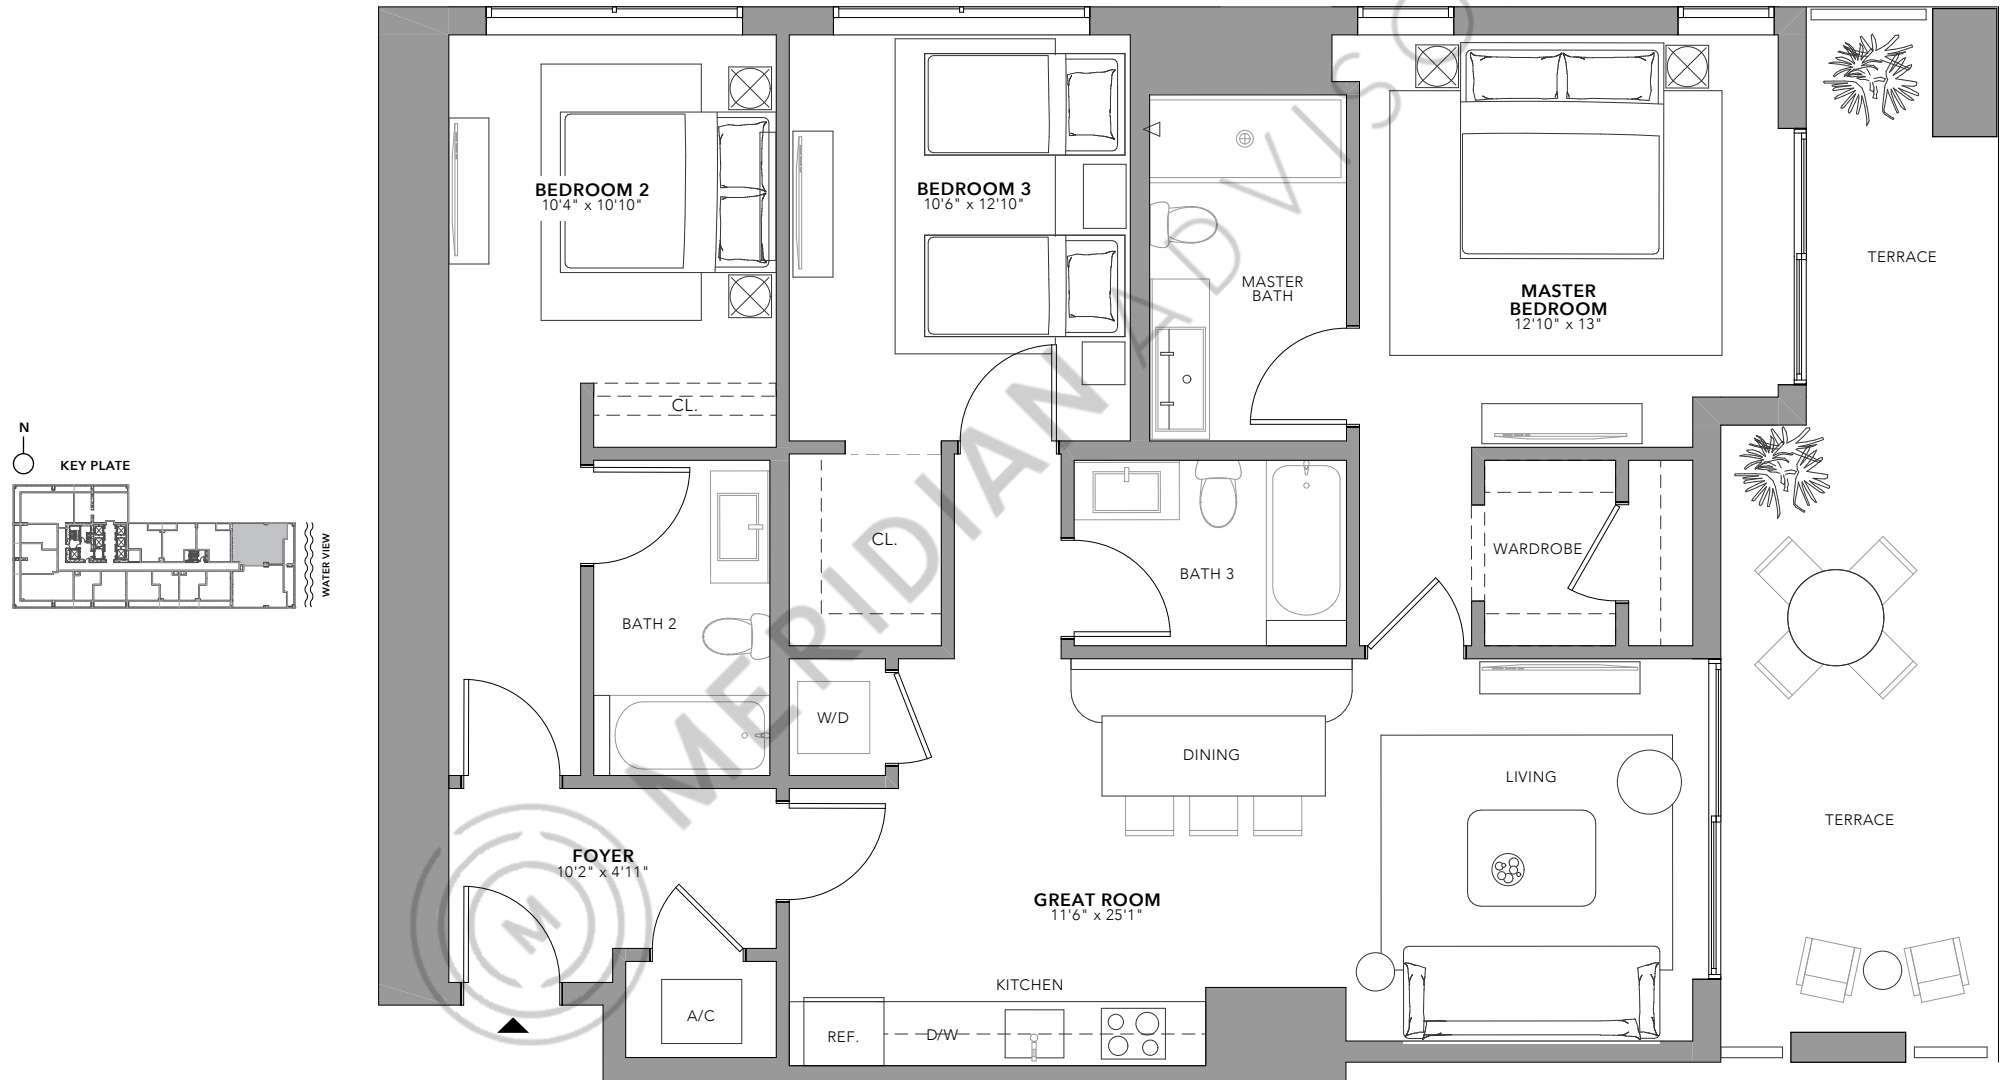 BEDROOM 2
10'4" x 10'10"
BEDROOM 3
10'6" x 12'10"
MASTER
BATH
MASTER
BEDROOM
12'10" x 13"
TERRACE
CL.
N
KEY PLATE
WATER VIEW
CL.
WARDROBE
BATH 3
BATH 2
W/D
DINING
LIVING
TERRACE
FOYER
10'2" x 4'11"
GREAT ROOM
11'6" x 25'1"
KITCHEN
A/C
REF.
D/W
M MERIDIAN ADVISO